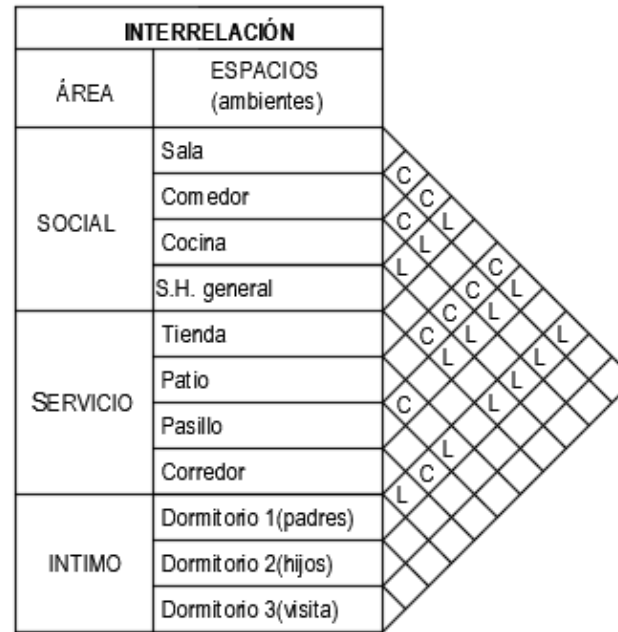 INTERRELACIÓN
ÁREA
ESPACIOS
(ambientes)
SOCIAL
Sala
Comedor
Cocina
S.H. general
SERVICIO
Tienda
Patio
Pasillo
Corredor
INTIMO
Dormitorio 1(padres)
Dormitorio 2(hijos)
Dormitorio 3(visita)
C
C
C L
L
L C
C L
C L
C L L
L L
L
C L
L
C
L